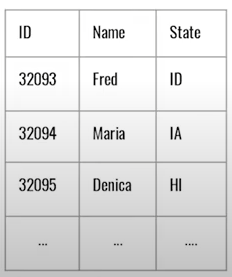 ID Name State
32093 Fred ID
32094 Maria IA
32095 Denica HI
... ... ....